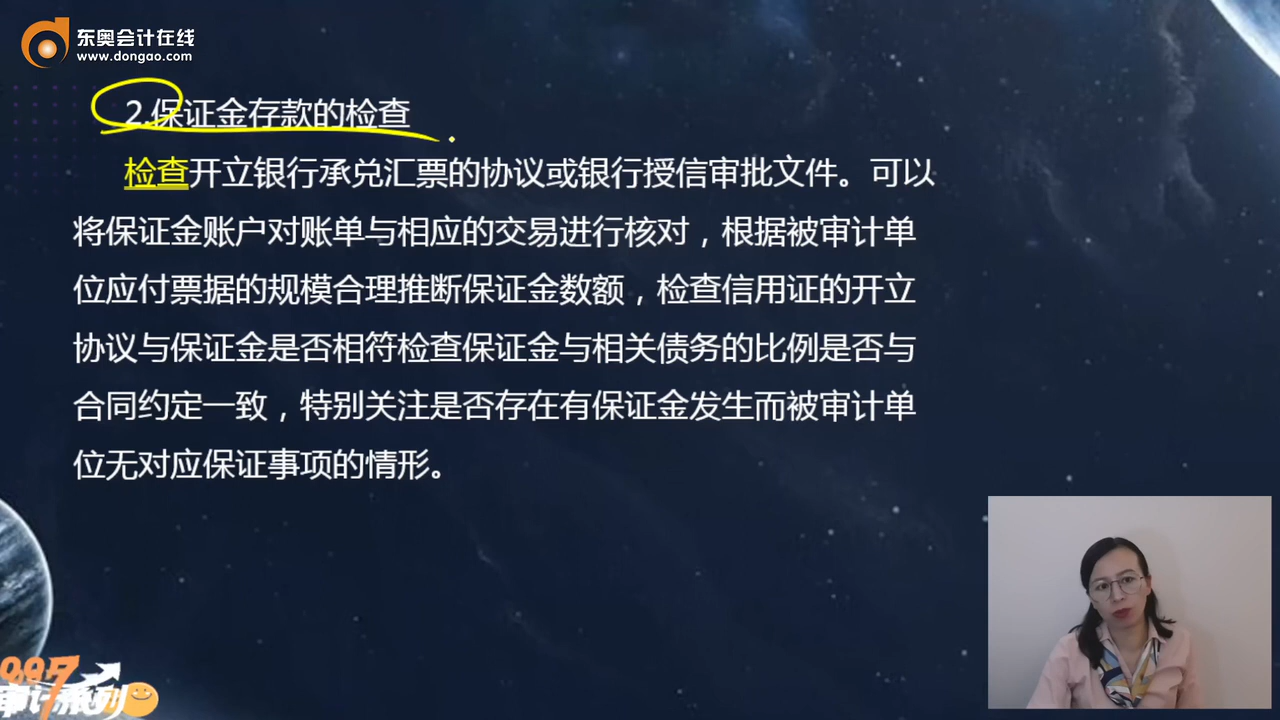 东奥会计在线
www.dongao.com
2.保证金存款的检查
检查开立银行承兑汇票的协议或银行授信审批文件。可以
将保证金账户对账单与相应的交易进行核对，根据被审计单
位应付票据的规模合理推断保证金数额，检查信用证的开立
协议与保证金是否相符检查保证金与相关债务的比例是否与
合同约定一致，特别关注是否存在有保证金发生而被审计单
位无对应保证事项的情形。
997
审计系列